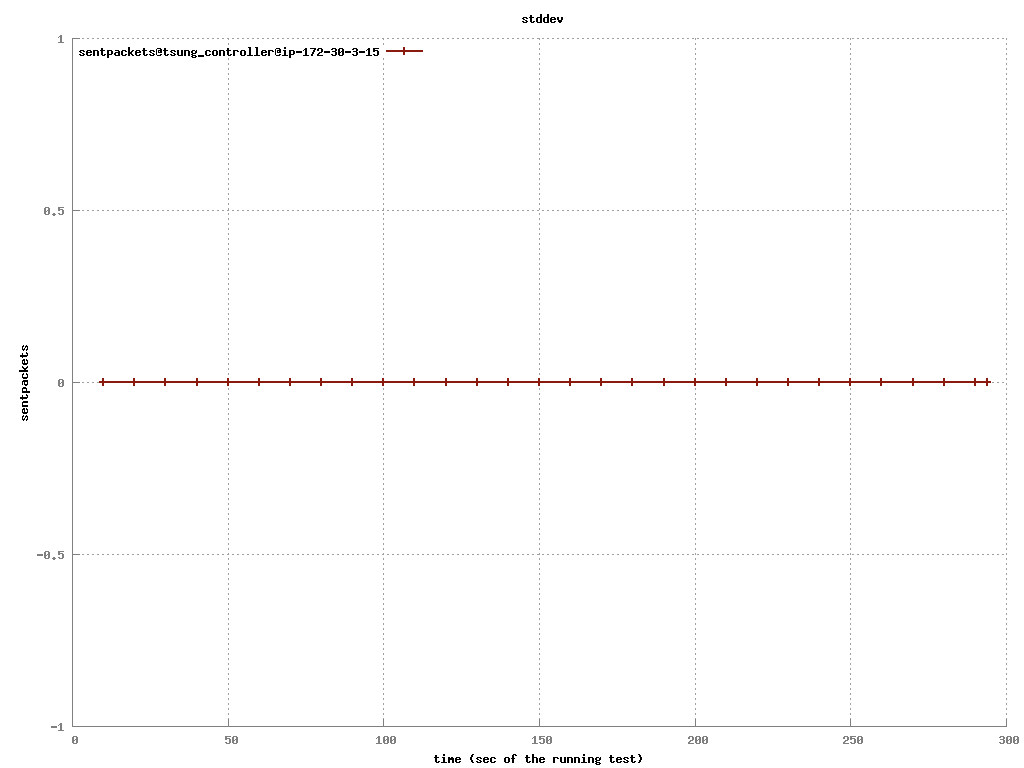 stddev
sentpackets@tsung_controller@ip-172-30-3-15
1
0.5
0
-0.5
-1
sentpackets
0 50 100 150 200 250 300
time (sec of the running test)